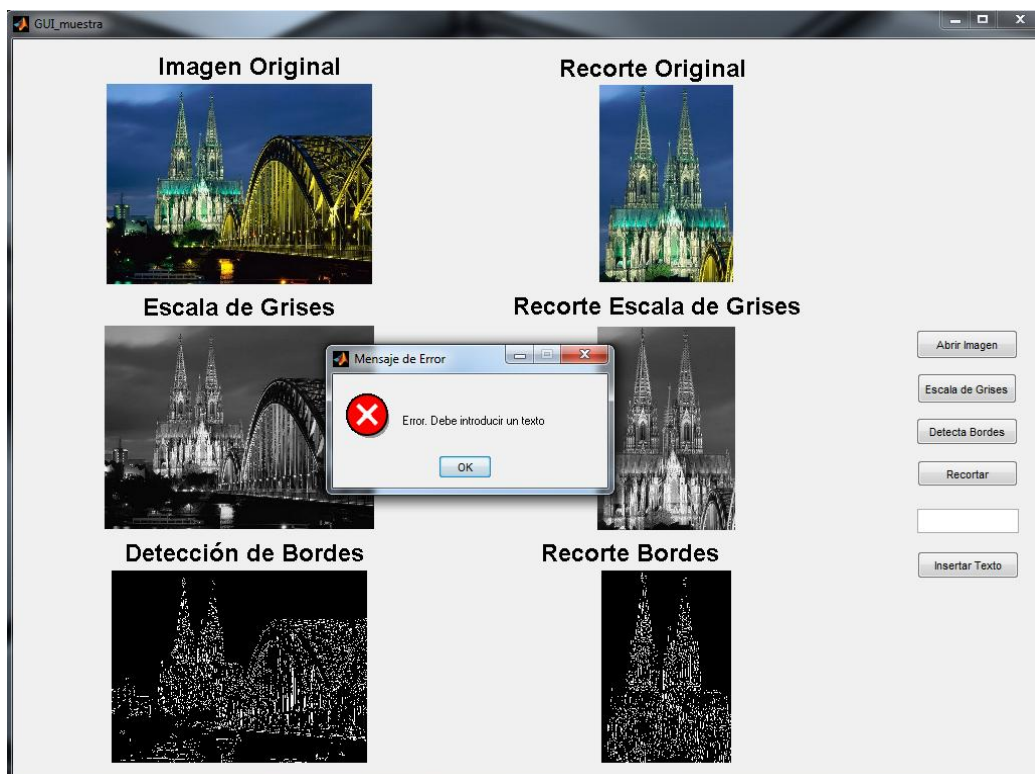 GUI_muestra
Imagen Original
Recorte Original
Escala de Grises
Recorte Escala de Grises
Mensaje de Error
Error. Debe introducir un texto
OK
Detección de Bordes
Recorte Bordes
Abrir Imagen
Escala de Grises
Detecta Bordes
Recortar
Insertar Texto